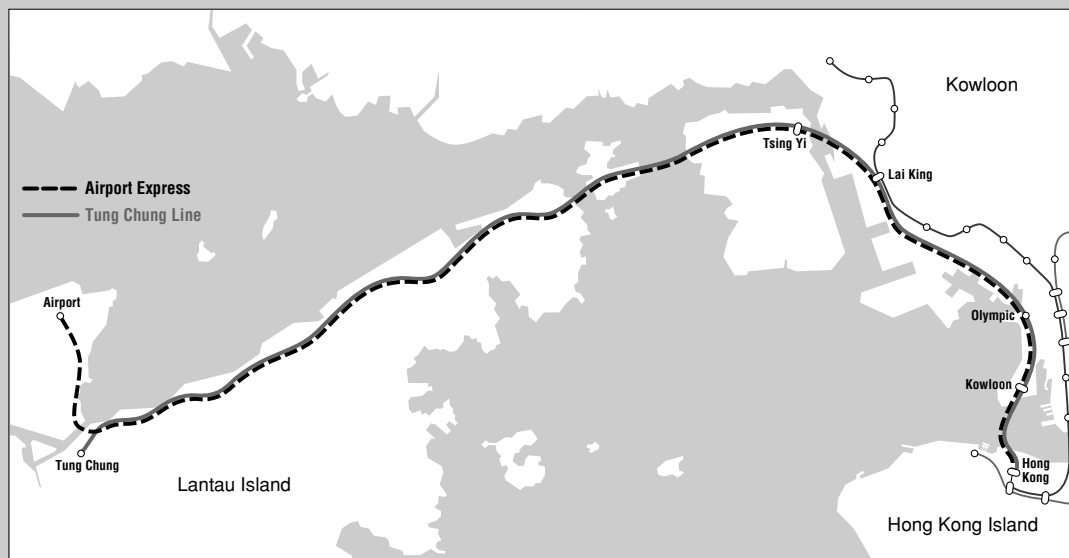 Kowloon
Tsing Yi
Lai King
Airport Express
Tung Chung Line
Airport
Olympic
Kowloon
Tung Chung
Hong
Kong
Lantau Island
Hong Kong Island